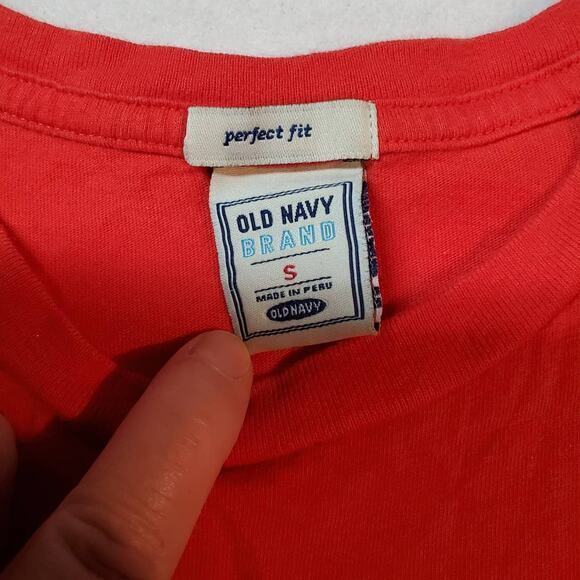 perfect fit
OLD NAVY
BRAND
S
MADE IN PERU
OLD NAVY